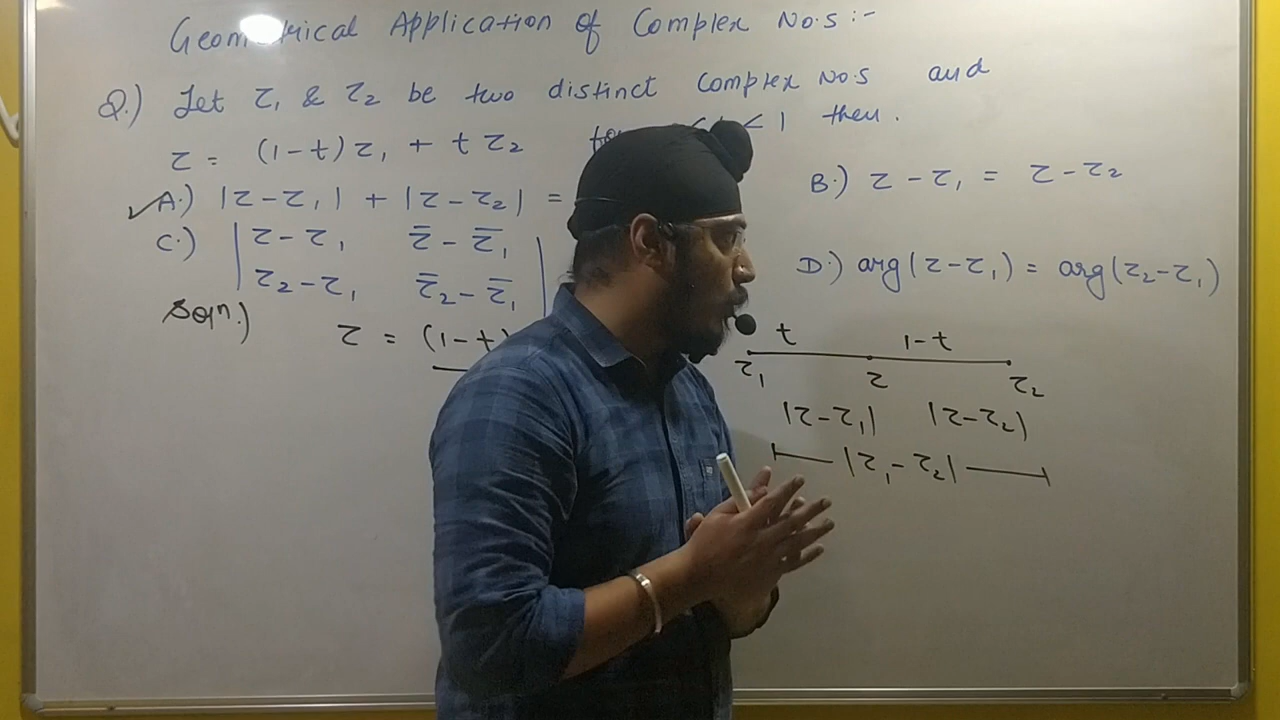 Geometrical Application of Complex No.s :-
Q.) Let z₁ & z₂ be two distinct Complex No.s and
z = (1-t)z₁ + t z₂ < 1 then.
✓A.) |z-z₁| + |z-z₂| =
B.) z - z₁ = z - z₂
C.) | z-z₁ z̄-z̄₁ |
| z₂-z₁ z̄₂-z̄₁ |
D.) arg(z-z₁) = arg(z₂-z₁)
Soln.) z = (1-t)
t 1-t
z₁ z z₂
|z-z₁| |z-z₂|
|z₁-z₂|